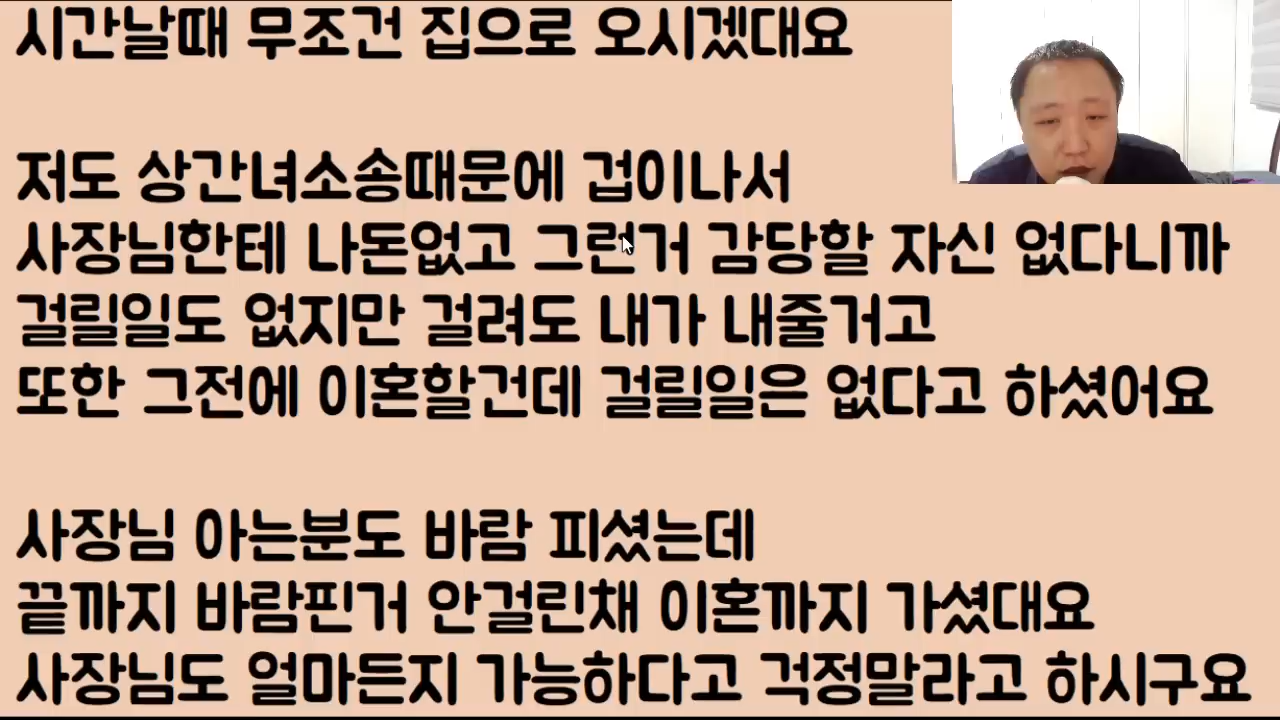 시간날때 무조건 집으로 오시겠대요
저도 상간녀소송때문에 겁이나서
사장님한테 나돈없고 그런거 감당할 자신 없다니까
걸릴일도 없지만 걸려도 내가 내줄거고
또한 그전에 이혼할건데 걸릴일은 없다고 하셨어요
사장님 아는분도 바람 피셨는데
끝까지 바람핀거 안걸린채 이혼까지 가셨대요
사장님도 얼마든지 가능하다고 걱정말라고 하시구요